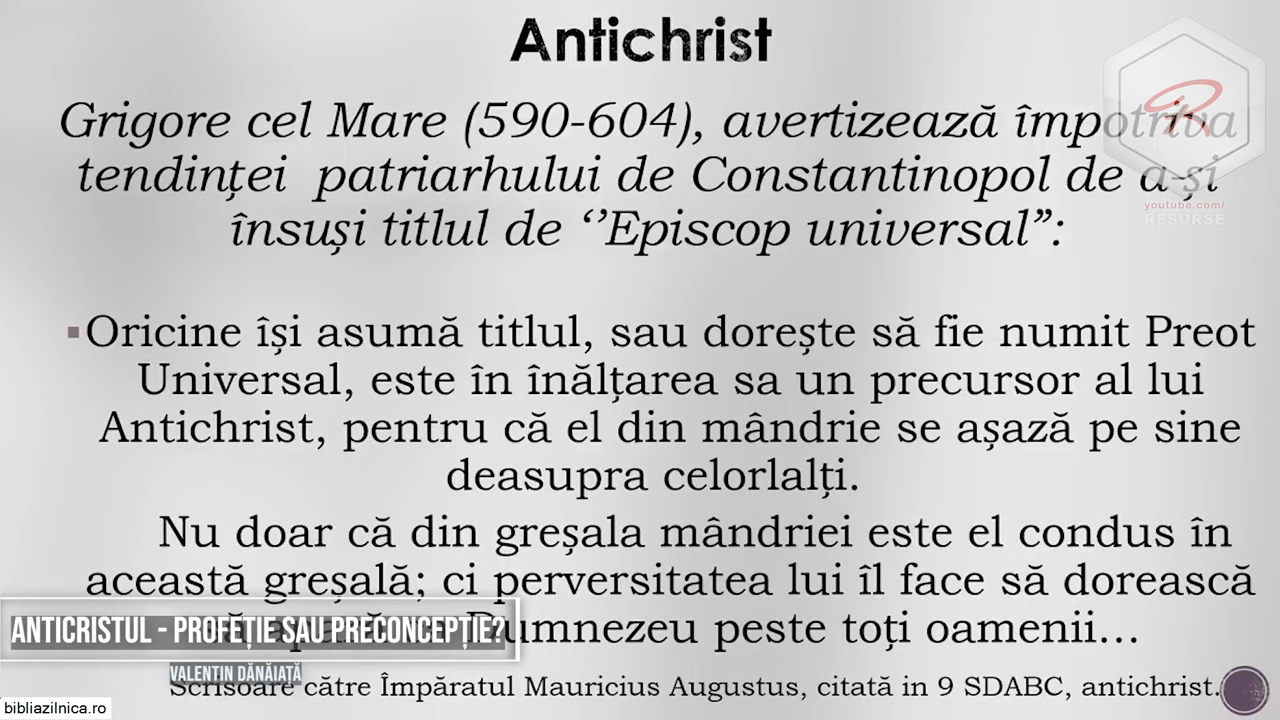 Antichrist
Grigore cel Mare (590-604), avertizează împotriva
tendinței patriarhului de Constantinopol de a-și
însuși titlul de ‘’Episcop universal”:
youtube.com/
RESURSE
Oricine își asumă titlul, sau dorește să fie numit Preot
Universal, este în înălțarea sa un precursor al lui
Antichrist, pentru că el din mândrie se așază pe sine
deasupra celorlalți.
Nu doar că din greșala mândriei este el condus în
această greșală; ci perversitatea lui îl face să dorească
să Dumnezeu peste toți oamenii…
ANTICRISTUL - PROFEȚIE SAU PRECONCEPȚIE?
VALENTIN DĂNĂIAȚĂ
Scrisoare către Împăratul Mauricius Augustus, citată in 9 SDABC, antichrist.
bibliazilnica.ro